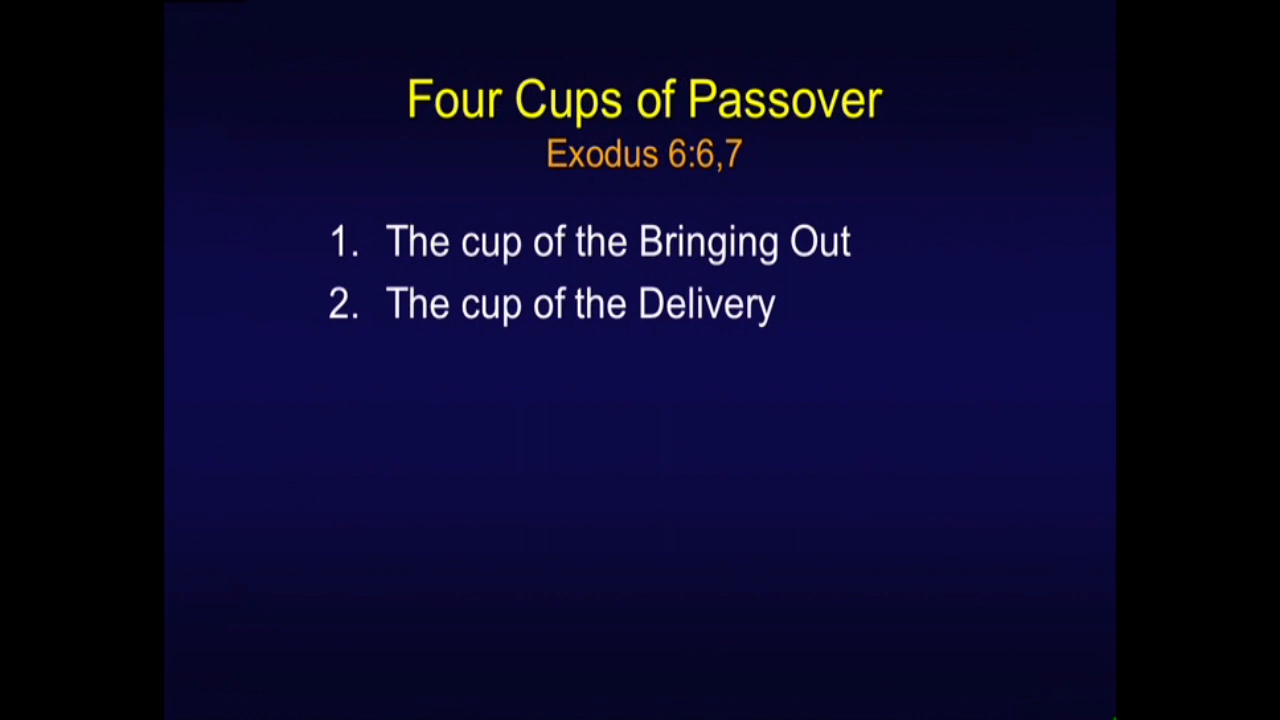 Four Cups of Passover
Exodus 6:6,7
1. The cup of the Bringing Out
2. The cup of the Delivery